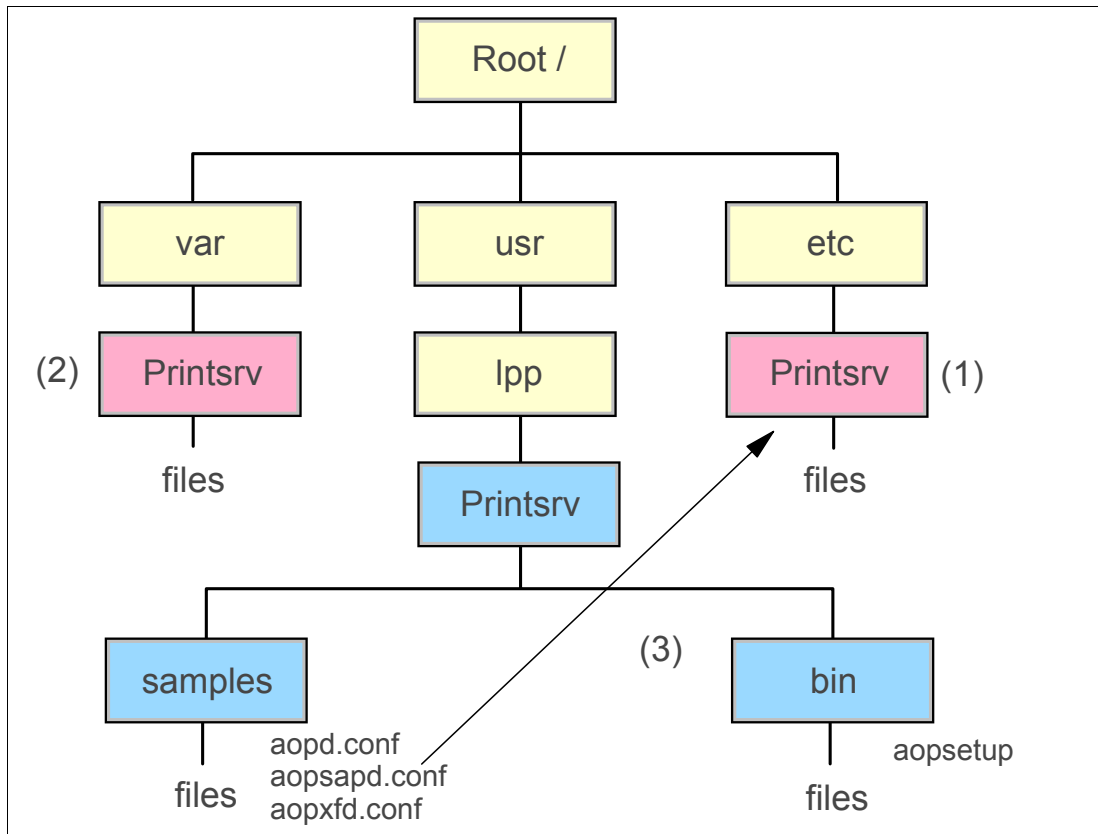 Root /
var
usr
etc
(2)
Printsrv
lpp
Printsrv
(1)
files
Printsrv
files
samples
(3)
bin
aopd.conf
aopsapd.conf
aopxfd.conf
files
aopsetup
files